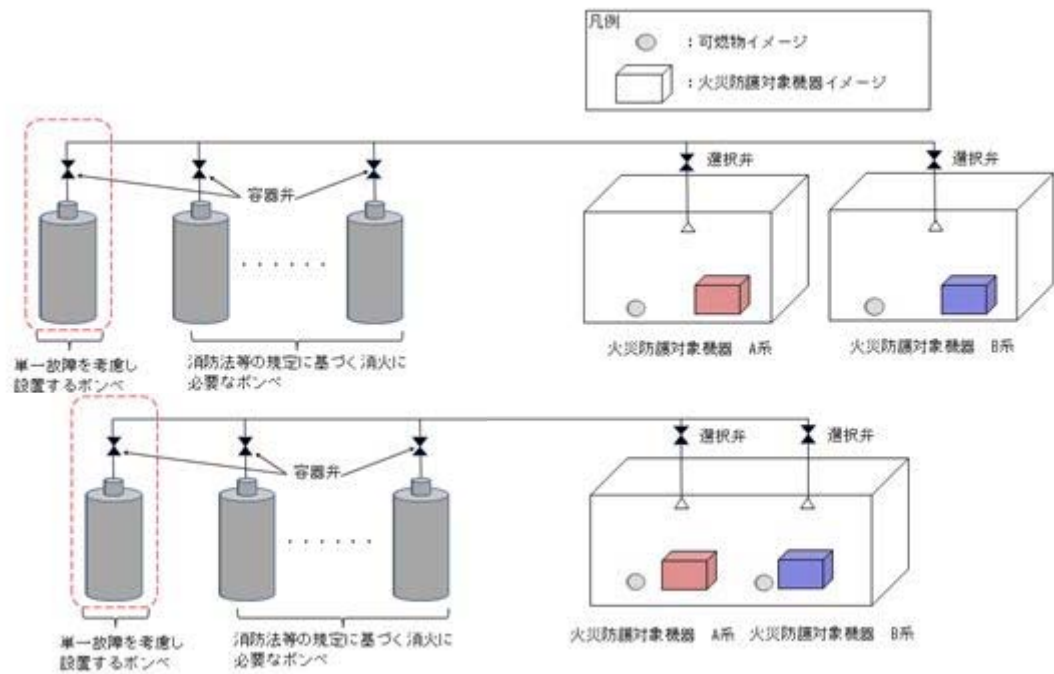 凡例
：可燃物イメージ
：火災防護対象機器イメージ
選択弁
選択弁
容器弁
火災防護対象機器　A系
火災防護対象機器　B系
単一故障を考慮し
設置するボンベ
消防法等の規定に基づく消火に
必要なボンベ
選択弁
選択弁
容器弁
火災防護対象機器　A系
火災防護対象機器　B系
単一故障を考慮し
設置するボンベ
消防法等の規定に基づく消火に
必要なボンベ